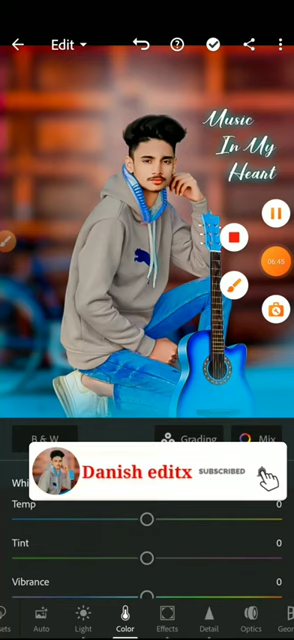 Edit
Music
In My
Heart
06:45
B & W
Grading
Mix
Danish editx SUBSCRIBED
Temp
0
Tint
0
Vibrance
0
Auto
Light
Color
Effects
Detail
Optics